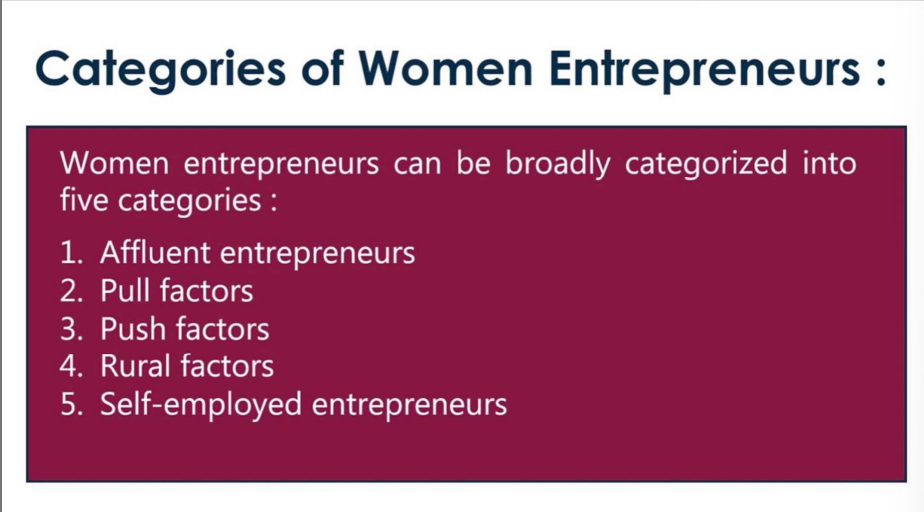 Categories of Women Entrepreneurs :
Women entrepreneurs can be broadly categorized into
five categories :
1. Affluent entrepreneurs
2. Pull factors
3. Push factors
4. Rural factors
5. Self-employed entrepreneurs